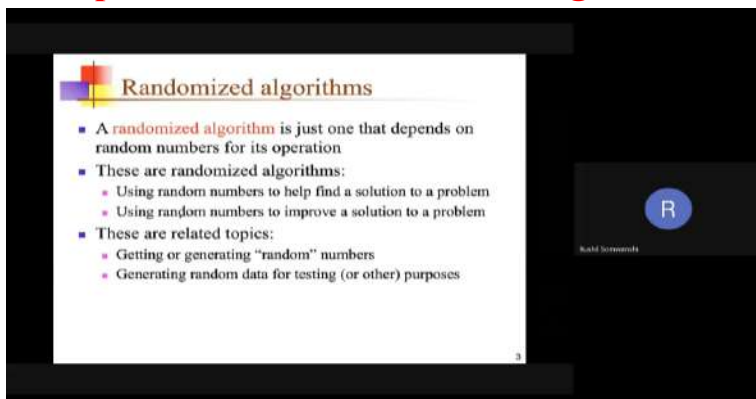 Randomized algorithms
A randomized algorithm is just one that depends on
random numbers for its operation
These are randomized algorithms:
Using random numbers to help find a solution to a problem
Using random numbers to improve a solution to a problem
These are related topics:
Getting or generating “random” numbers
Generating random data for testing (or other) purposes
3
R